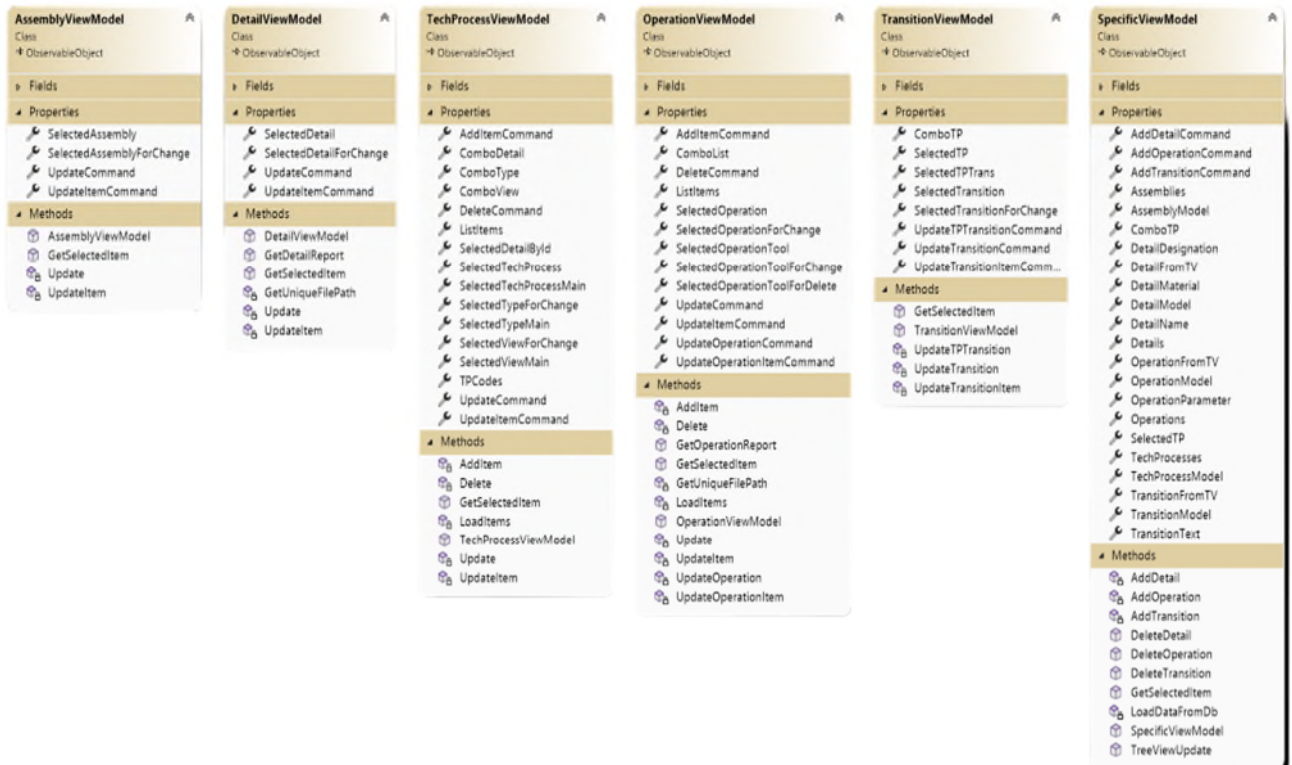 AssemblyViewModel
Class
ObservableObject
Fields
Properties
SelectedAssembly
SelectedAssemblyForChange
UpdateCommand
UpdateItemCommand
Methods
AssemblyViewModel
GetSelectedItem
Update
UpdateItem
DetailViewModel
Class
ObservableObject
Fields
Properties
SelectedDetail
SelectedDetailForChange
UpdateCommand
UpdateItemCommand
Methods
DetailViewModel
GetDetailReport
GetSelectedItem
GetUniqueFilePath
Update
UpdateItem
TechProcessViewModel
Class
ObservableObject
Fields
Properties
AddItemCommand
ComboDetail
ComboType
ComboView
DeleteCommand
ListItems
SelectedDetailById
SelectedTechProcess
SelectedTechProcessMain
SelectedTypeForChange
SelectedTypeMain
SelectedViewForChange
SelectedViewMain
TPCodes
UpdateCommand
UpdateItemCommand
Methods
AddItem
Delete
GetSelectedItem
LoadItems
TechProcessViewModel
Update
UpdateItem
OperationViewModel
Class
ObservableObject
Fields
Properties
AddItemCommand
ComboList
DeleteCommand
ListItems
SelectedOperation
SelectedOperationForChange
SelectedOperationTool
SelectedOperationToolForChange
SelectedOperationToolForDelete
UpdateCommand
UpdateItemCommand
UpdateOperationCommand
UpdateOperationItemCommand
Methods
AddItem
Delete
GetOperationReport
GetSelectedItem
GetUniqueFilePath
LoadItems
OperationViewModel
Update
UpdateItem
UpdateOperation
UpdateOperationItem
TransitionViewModel
Class
ObservableObject
Fields
Properties
ComboTP
SelectedTP
SelectedTPTrans
SelectedTransition
SelectedTransitionForChange
UpdateTPTransitionCommand
UpdateTransitionCommand
UpdateTransitionItemComm...
Methods
GetSelectedItem
TransitionViewModel
UpdateTPTransition
UpdateTransition
UpdateTransitionItem
SpecificViewModel
Class
ObservableObject
Fields
Properties
AddDetailCommand
AddOperationCommand
AddTransitionCommand
Assemblies
AssemblyModel
ComboTP
DetailDesignation
DetailFromTV
DetailMaterial
DetailModel
DetailName
Details
OperationFromTV
OperationModel
OperationParameter
Operations
SelectedTP
TechProcesses
TechProcessModel
TransitionFromTV
TransitionModel
TransitionText
Methods
AddDetail
AddOperation
AddTransition
DeleteDetail
DeleteOperation
DeleteTransition
GetSelectedItem
LoadDataFromDb
SpecificViewModel
TreeViewUpdate